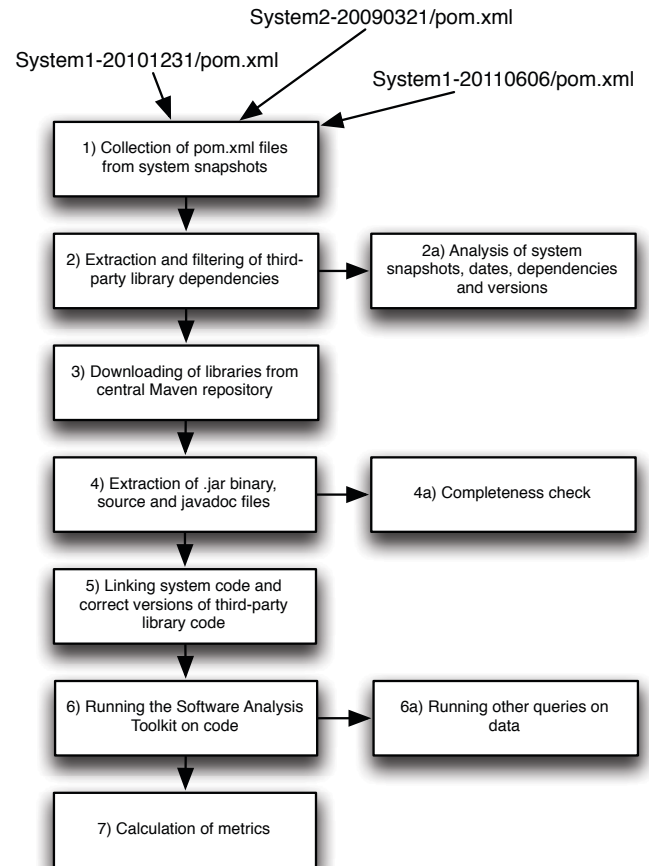 System2-20090321/pom.xml
System1-20101231/pom.xml
System1-20110606/pom.xml
1) Collection of pom.xml files
from system snapshots
2) Extraction and filtering of third-
party library dependencies
2a) Analysis of system
snapshots, dates, dependencies
and versions
3) Downloading of libraries from
central Maven repository
4) Extraction of .jar binary,
source and javadoc files
4a) Completeness check
5) Linking system code and
correct versions of third-party
library code
6) Running the Software Analysis
Toolkit on code
6a) Running other queries on
data
7) Calculation of metrics